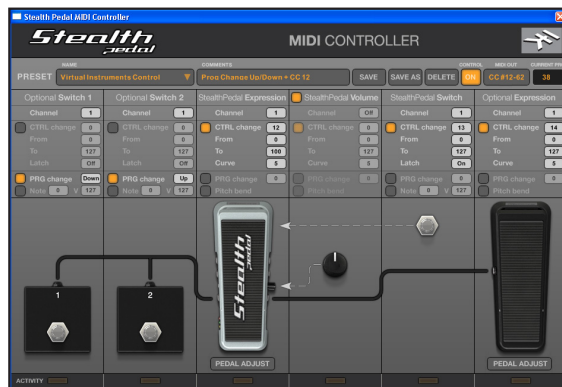 Stealth Pedal MIDI Controller
Stealth pedal
MIDI CONTROLLER
NAME COMMENTS CONTROL MIDI OUT
PRESET Virtual Instruments Control Prog Change Up/Down + CC 12 SAVE SAVE AS DELETE ON CC#12-62 38
Optional Switch 1 Optional Switch 2 StealthPedal Expression StealthPedal Volume StealthPedal Switch Optional Expression
Channel 1 Channel 1 Channel 1 Channel Off Channel 1 Channel 1
CTRL change 0 CTRL change 0 CTRL change 12 CTRL change 0 CTRL change 13 CTRL change 14
From 0 From 0 From 0 From 0 From 0 From 0
To 127 To 127 To 100 To 127 To 127 To 127
Latch Off Latch Off Curve 5 Curve 5 Latch On Curve 5
PRG change Down PRG change Up PRG change 0 PRG change 0 PRG change 0 PRG change 0
Note 0 V 127 Note 0 V 127 Pitch bend Pitch bend Note 0 V 127 Pitch bend
1 2
Stealth pedal
PEDAL ADJUST PEDAL ADJUST
ACTIVITY